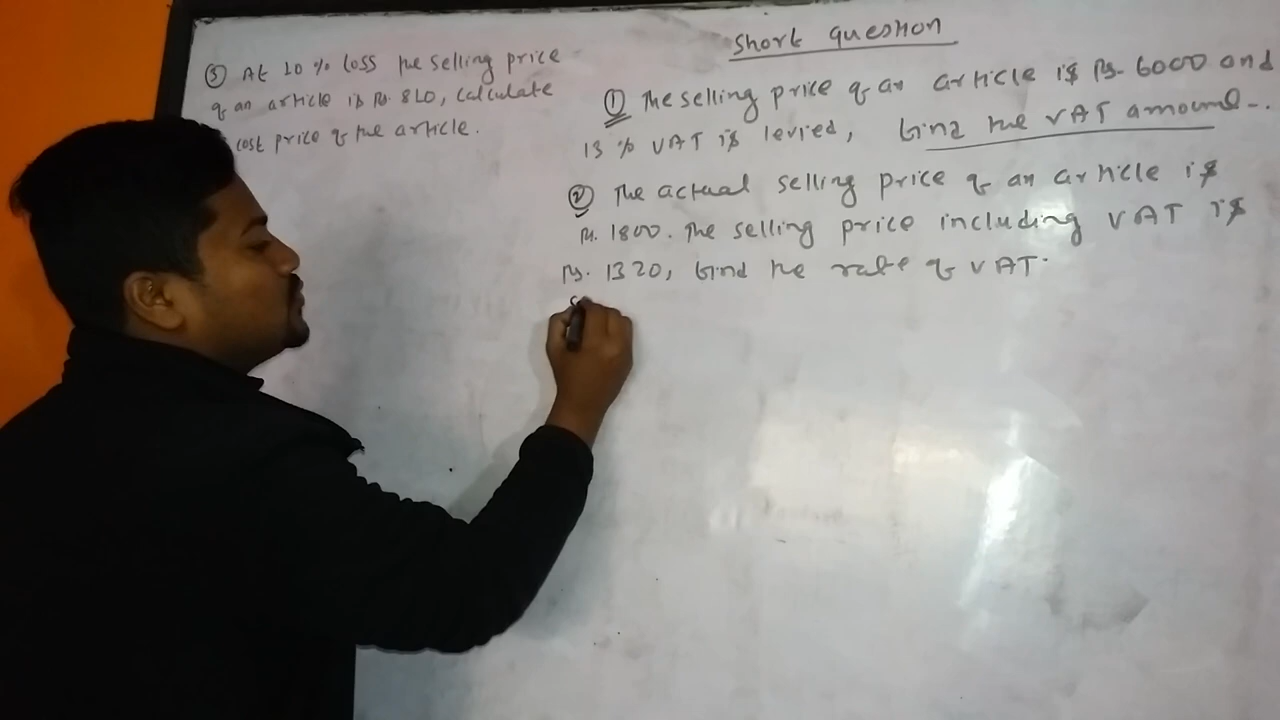 short question
① The selling price of an article is Rs. 6000 and
13 % VAT is levied, find the VAT amount.
② The actual selling price of an article is
Rs. 1800. The selling price including VAT is
Rs. 1320, find the rate of VAT.
③ At 10 % loss the selling price
of an article is Rs. 810, calculate
cost price of the article.